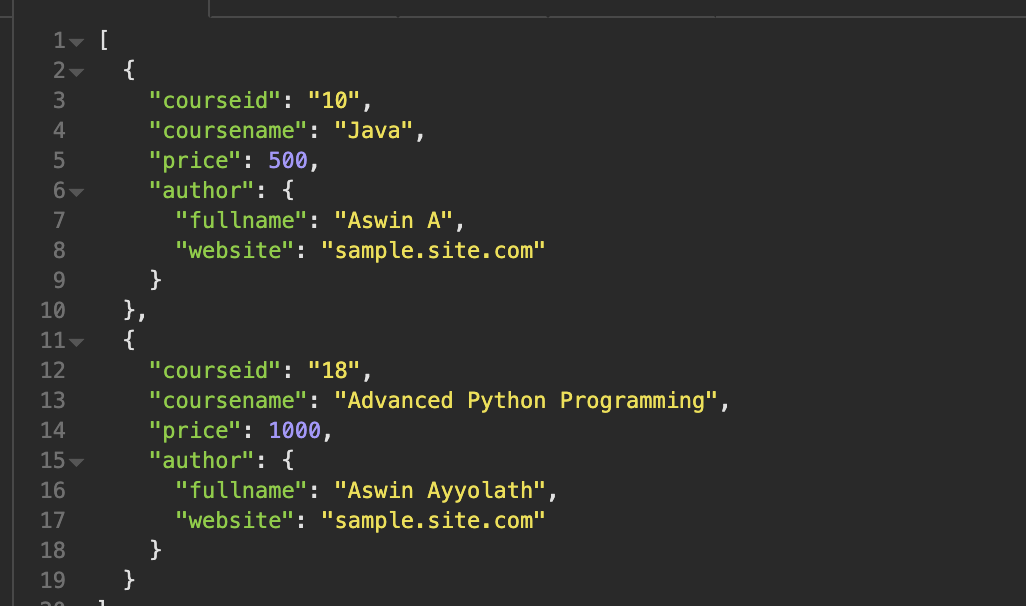 1 [
2 {
3 "courseid": "10",
4 "coursename": "Java",
5 "price": 500,
6 "author": {
7 "fullname": "Aswin A",
8 "website": "sample.site.com"
9 }
10 },
11 {
12 "courseid": "18",
13 "coursename": "Advanced Python Programming",
14 "price": 1000,
15 "author": {
16 "fullname": "Aswin Ayyolath",
17 "website": "sample.site.com"
18 }
19 }